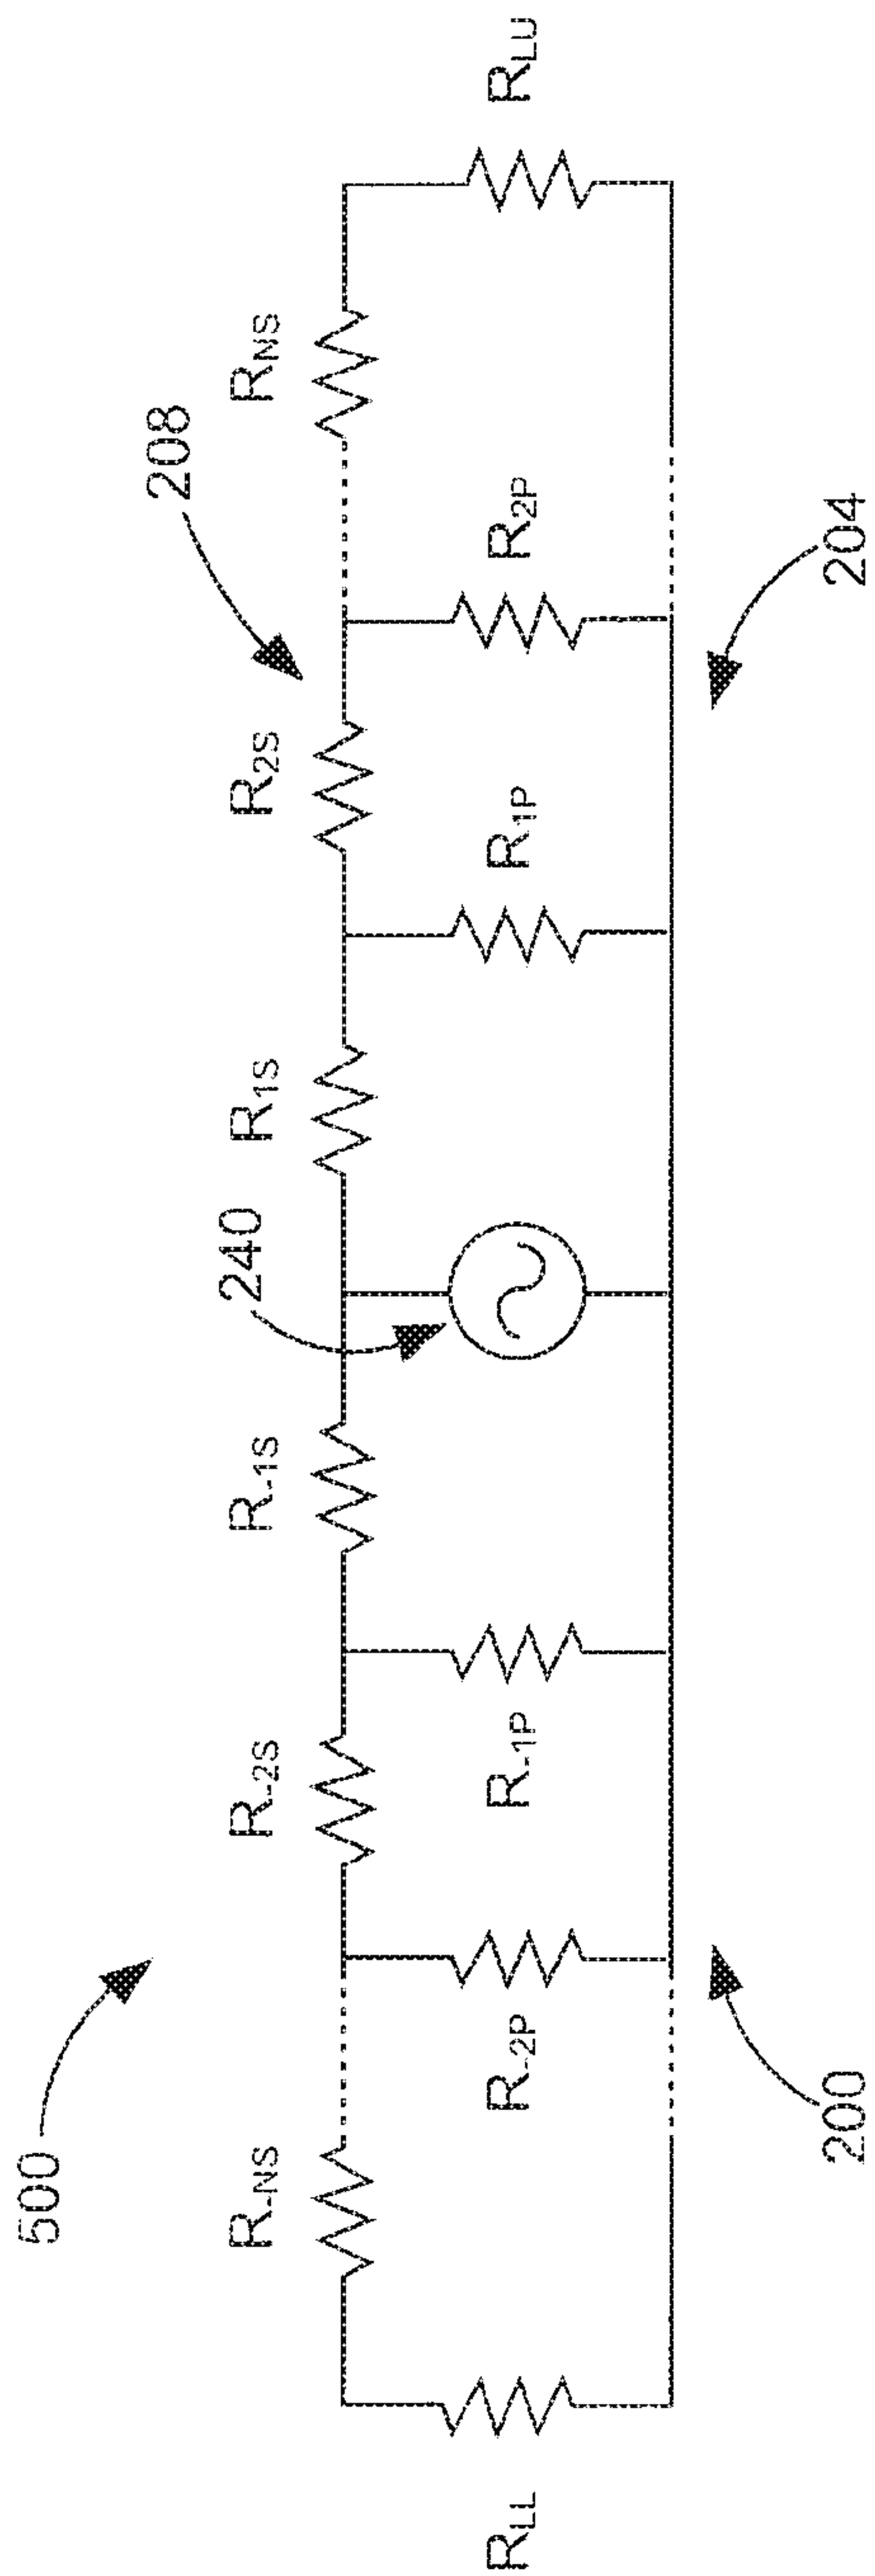 500
208
240
R-NS
R-2S
R-1S
R1S
R2S
RNS
RLL
R-2P
R-1P
R1P
R2P
RLU
200
204